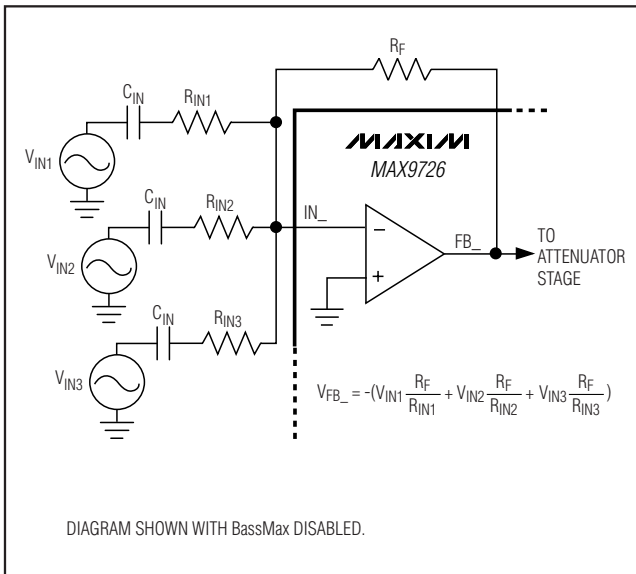 R_F
C_IN
R_IN1
V_IN1
MAXIM
MAX9726
C_IN
R_IN2
IN_
−
FB_
TO
ATTENUATOR
STAGE
V_IN2
+
C_IN
R_IN3
V_IN3
V_FB_ = -(V_IN1 R_F/R_IN1 + V_IN2 R_F/R_IN2 + V_IN3 R_F/R_IN3)
DIAGRAM SHOWN WITH BassMax DISABLED.